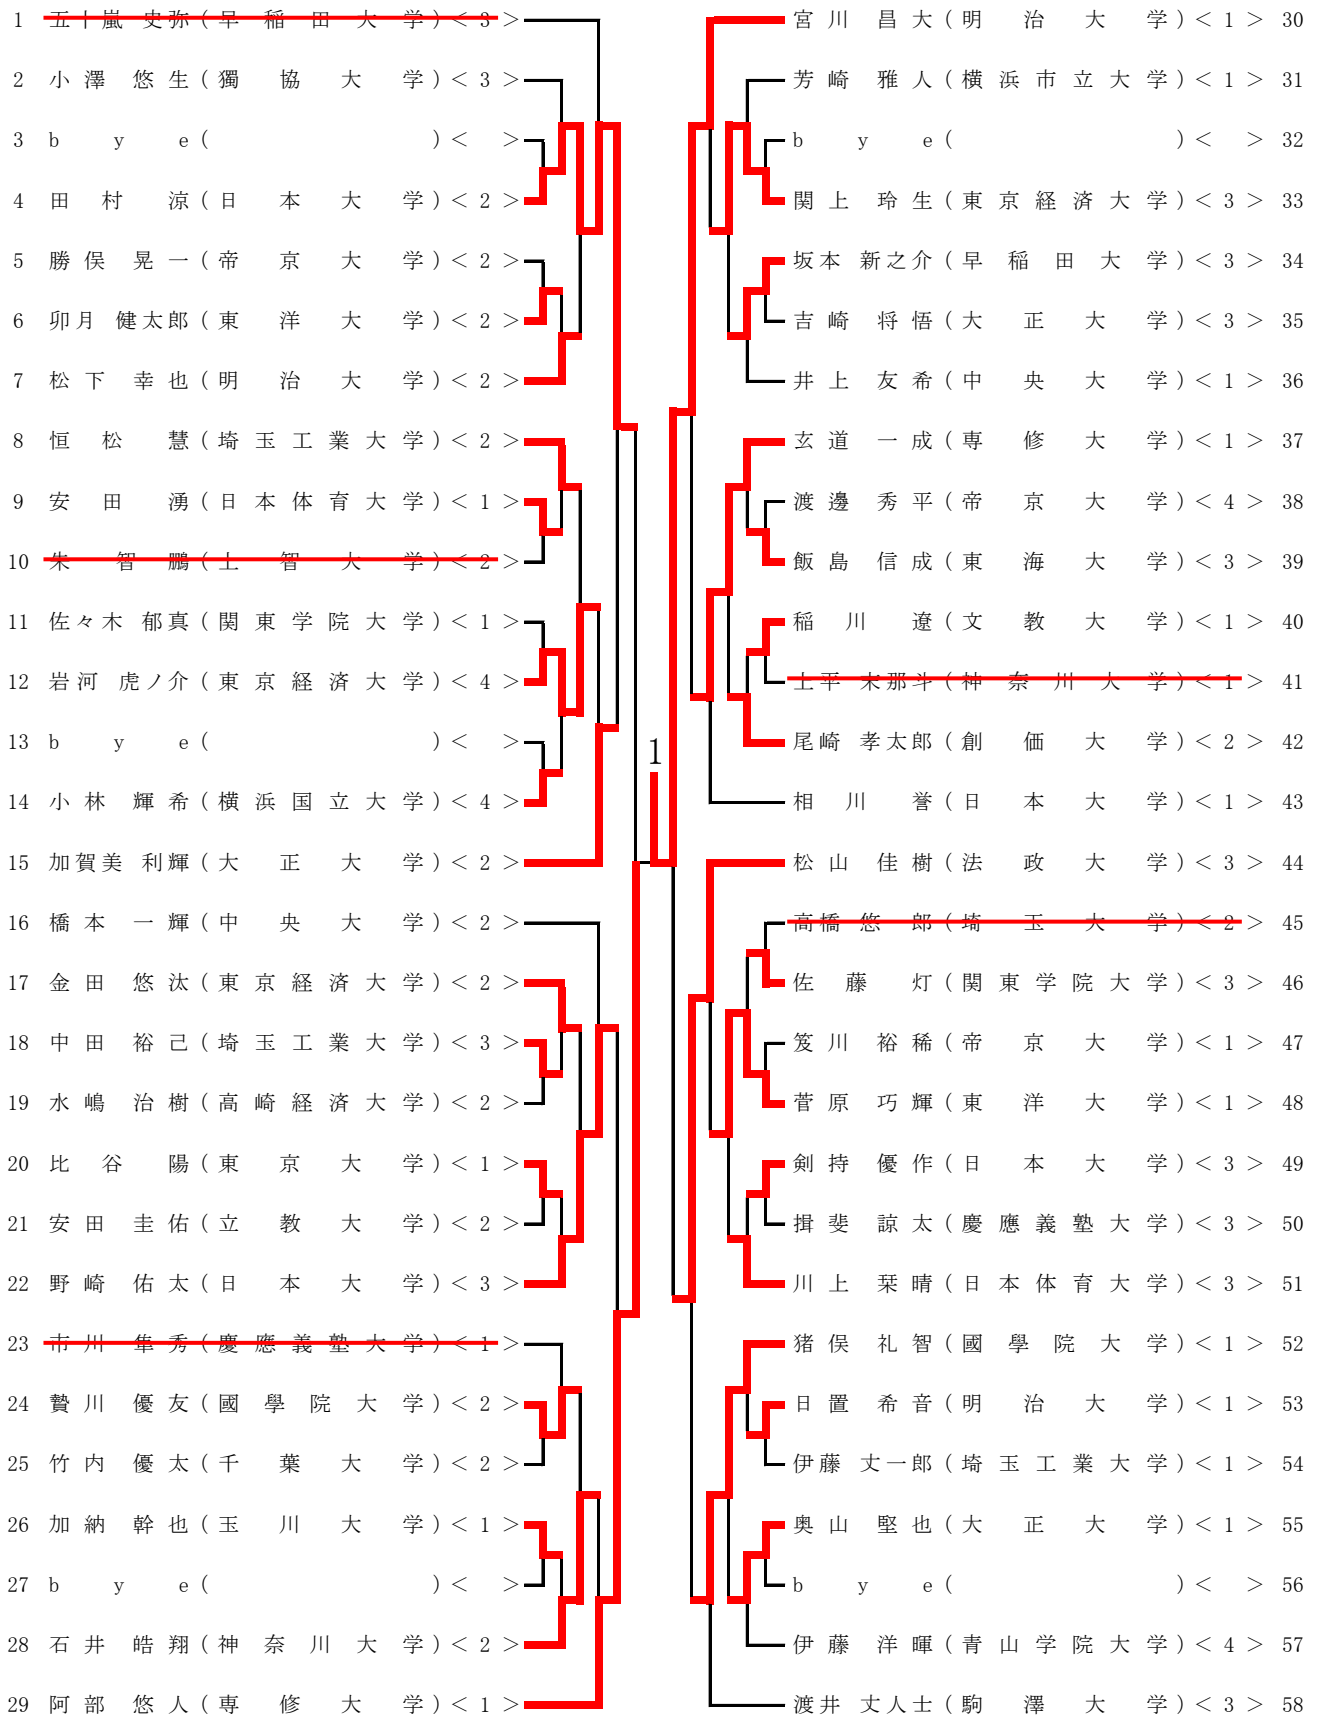 1 五十嵐 史弥(早稲田大学)<3>
2 小澤 悠生(獨協大学)<3>
3 bye( )< >
4 田村 涼(日本大学)<2>
5 勝俣 晃一(帝京大学)<2>
6 卯月 健太郎(東洋大学)<2>
7 松下 幸也(明治大学)<2>
8 恒松 慧(埼玉工業大学)<2>
9 安田 湧(日本体育大学)<1>
10 朱 智鵬(上智大学)<2>
11 佐々木 郁真(関東学院大学)<1>
12 岩河 虎ノ介(東京経済大学)<4>
13 bye( )< >
14 小林 輝希(横浜国立大学)<4>
15 加賀美 利輝(大正大学)<2>
16 橋本 一輝(中央大学)<2>
17 金田 悠汰(東京経済大学)<2>
18 中田 裕己(埼玉工業大学)<3>
19 水嶋 治樹(高崎経済大学)<2>
20 比谷 陽(東京大学)<1>
21 安田 圭佑(立教大学)<2>
22 野崎 佑太(日本大学)<3>
23 市川 隼秀(慶應義塾大学)<1>
24 贄川 優友(國學院大学)<2>
25 竹内 優太(千葉大学)<2>
26 加納 幹也(玉川大学)<1>
27 bye( )< >
28 石井 皓翔(神奈川大学)<2>
29 阿部 悠人(専修大学)<1>
1
宮川 昌大(明治大学)<1> 30
芳崎 雅人(横浜市立大学)<1> 31
bye( )< > 32
関上 玲生(東京経済大学)<3> 33
坂本 新之介(早稲田大学)<3> 34
吉崎 将悟(大正大学)<3> 35
井上 友希(中央大学)<1> 36
玄道 一成(専修大学)<1> 37
渡邊 秀平(帝京大学)<4> 38
飯島 信成(東海大学)<3> 39
稲川 遼(文教大学)<1> 40
土平 末那斗(神奈川大学)<1> 41
尾崎 孝太郎(創価大学)<2> 42
相川 誉(日本大学)<1> 43
松山 佳樹(法政大学)<3> 44
高橋 悠郎(埼玉大学)<2> 45
佐藤 灯(関東学院大学)<3> 46
笈川 裕稀(帝京大学)<1> 47
菅原 巧輝(東洋大学)<1> 48
剣持 優作(日本大学)<3> 49
揖斐 諒太(慶應義塾大学)<3> 50
川上 栞晴(日本体育大学)<3> 51
猪俣 礼智(國學院大学)<1> 52
日置 希音(明治大学)<1> 53
伊藤 丈一郎(埼玉工業大学)<1> 54
奥山 堅也(大正大学)<1> 55
bye( )< > 56
伊藤 洋暉(青山学院大学)<4> 57
渡井 丈人士(駒澤大学)<3> 58